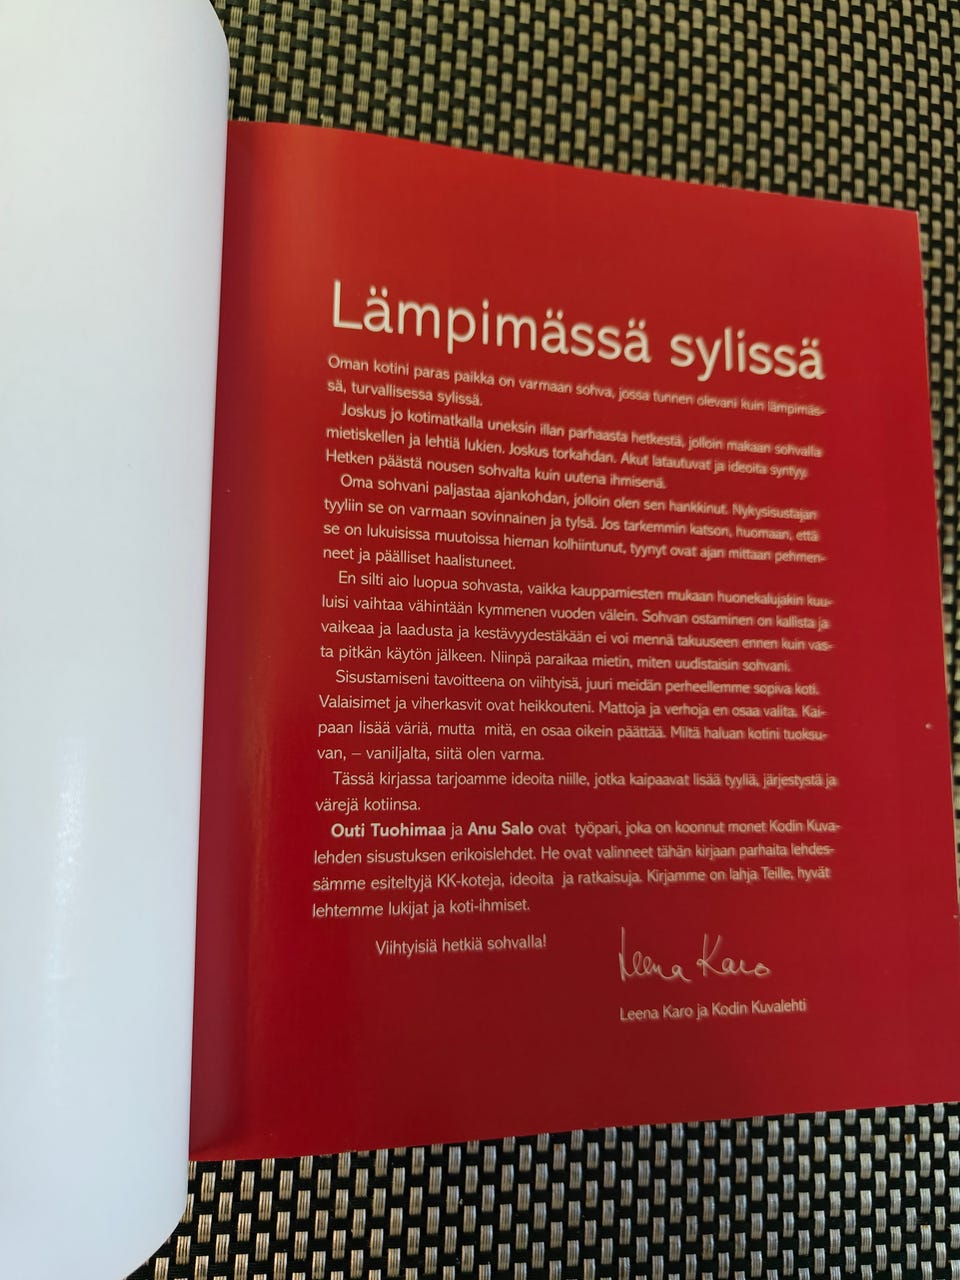 Lämpimässä sylissä
Oman kotini paras paikka on varmaan sohva, jossa tunnen olevani kuin lämpimäs-
sä, turvallisessa sylissä.
Joskus jo kotimatkalla uneksin illan parhaasta hetkestä, jolloin makaan sohvalla
mietiskellen ja lehtiä lukien. Joskus torkahdan. Akut latautuvat ja ideoita syntyy.
Hetken päästä nousen sohvalta kuin uutena ihmisenä.
Oma sohvani paljastaa ajankohdan, jolloin olen sen hankkinut. Nykysisustajan
tyyliin se on varmaan sovinnainen ja tylsä. Jos tarkemmin katson, huomaan, että
se on lukuisissa muutoissa hieman kolhiintunut, tyynyt ovat ajan mittaan pehmen-
neet ja päälliset haalistuneet.
En silti aio luopua sohvasta, vaikka kauppamiesten mukaan huonekalujakin kuu-
luisi vaihtaa vähintään kymmenen vuoden välein. Sohvan ostaminen on kallista ja
vaikeaa ja laadusta ja kestävyydestäkään ei voi mennä takuuseen ennen kuin vas-
ta pitkän käytön jälkeen. Niinpä paraikaa mietin, miten uudistaisin sohvani.
Sisustamiseni tavoitteena on viihtyisä, juuri meidän perheellemme sopiva koti.
Valaisimet ja viherkasvit ovat heikkouteni. Mattoja ja verhoja en osaa valita. Kai-
paan lisää väriä, mutta mitä, en osaa oikein päättää. Miltä haluan kotini tuoksu-
van, – vaniljalta, siitä olen varma.
Tässä kirjassa tarjoamme ideoita niille, jotka kaipaavat lisää tyyliä, järjestystä ja
värejä kotiinsa.
Outi Tuohimaa ja Anu Salo ovat työpari, joka on koonnut monet Kodin Kuva-
lehden sisustuksen erikoislehdet. He ovat valinneet tähän kirjaan parhaita lehdes-
sämme esiteltyjä KK-koteja, ideoita ja ratkaisuja. Kirjamme on lahja Teille, hyvät
lehtemme lukijat ja koti-ihmiset.
Viihtyisiä hetkiä sohvalla!
Leena Karo
Leena Karo ja Kodin Kuvalehti